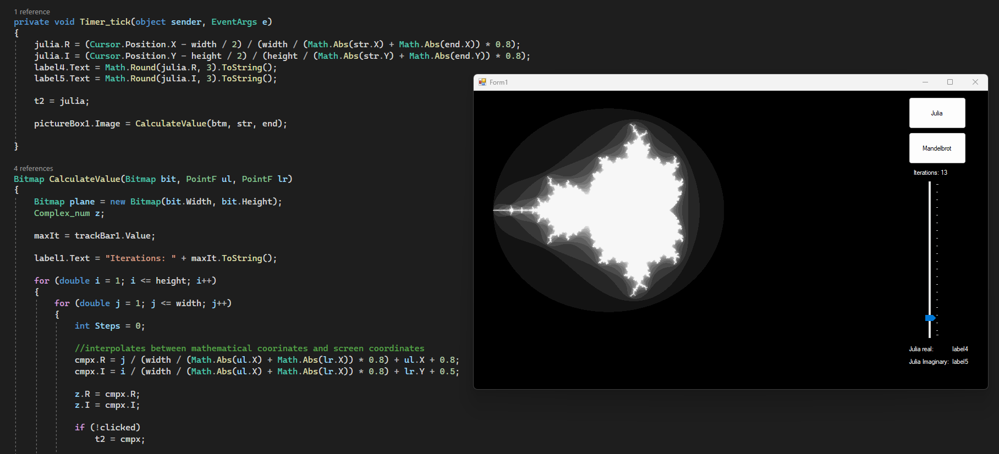 1 reference
private void Timer_tick(object sender, EventArgs e)
{
julia.R = (Cursor.Position.X - width / 2) / (width / (Math.Abs(str.X) + Math.Abs(end.X)) * 0.8);
julia.I = (Cursor.Position.Y - height / 2) / (height / (Math.Abs(str.Y) + Math.Abs(end.Y)) * 0.8);
label4.Text = Math.Round(julia.R, 3).ToString();
label5.Text = Math.Round(julia.I, 3).ToString();
t2 = julia;
pictureBox1.Image = CalculateValue(btm, str, end);
}
4 references
Bitmap CalculateValue(Bitmap bit, PointF ul, PointF lr)
{
Bitmap plane = new Bitmap(bit.Width, bit.Height);
Complex_num z;
maxIt = trackBar1.Value;
label1.Text = "Iterations: " + maxIt.ToString();
for (double i = 1; i <= height; i++)
{
for (double j = 1; j <= width; j++)
{
int Steps = 0;
//interpolates between mathematical coorinates and screen coordinates
cmpx.R = j / (width / (Math.Abs(ul.X) + Math.Abs(lr.X)) * 0.8) + ul.X + 0.8;
cmpx.I = i / (width / (Math.Abs(ul.X) + Math.Abs(lr.X)) * 0.8) + lr.Y + 0.5;
z.R = cmpx.R;
z.I = cmpx.I;
if (!clicked)
t2 = cmpx;
Form1
Julia
Mandelbrot
Iterations: 13
Julia real: label4
Julia Imaginary: label5